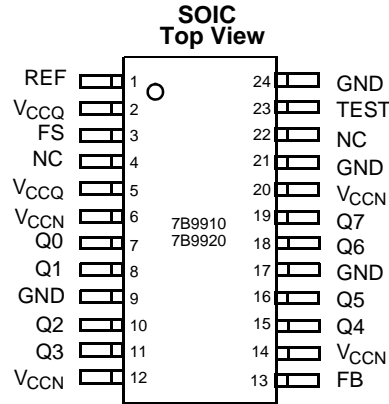 SOIC
Top View
REF 1 24 GND
VCCQ 2 23 TEST
FS 3 22 NC
NC 4 21 GND
VCCQ 5 20 VCCN
VCCN 6 19 Q7
7B9910
Q0 7 18 Q6
7B9920
Q1 8 17 GND
GND 9 16 Q5
Q2 10 15 Q4
Q3 11 14 VCCN
VCCN 12 13 FB